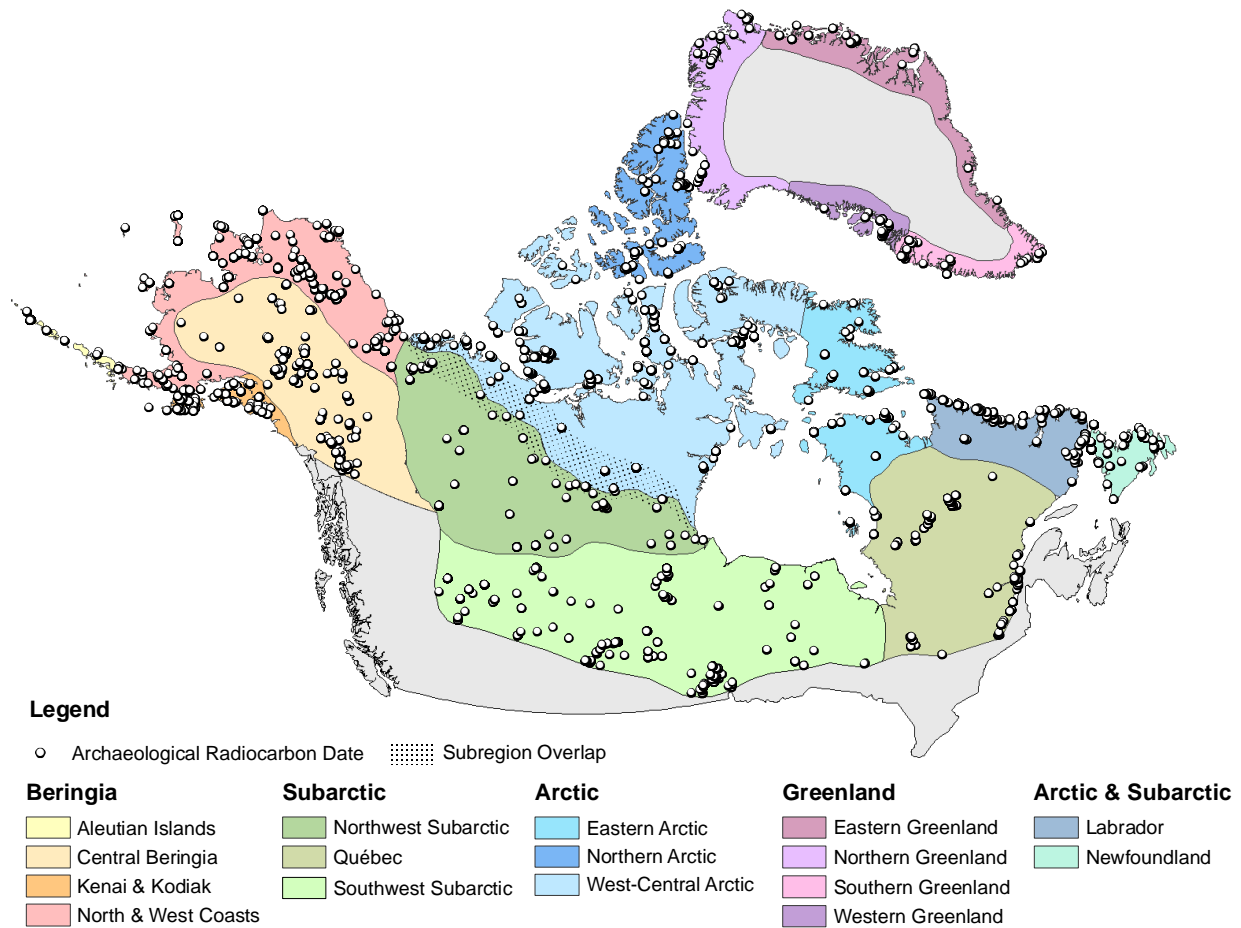 Legend
Archaeological Radiocarbon Date
Subregion Overlap
Beringia
Aleutian Islands
Central Beringia
Kenai & Kodiak
North & West Coasts
Subarctic
Northwest Subarctic
Québec
Southwest Subarctic
Arctic
Eastern Arctic
Northern Arctic
West-Central Arctic
Greenland
Eastern Greenland
Northern Greenland
Southern Greenland
Western Greenland
Arctic & Subarctic
Labrador
Newfoundland